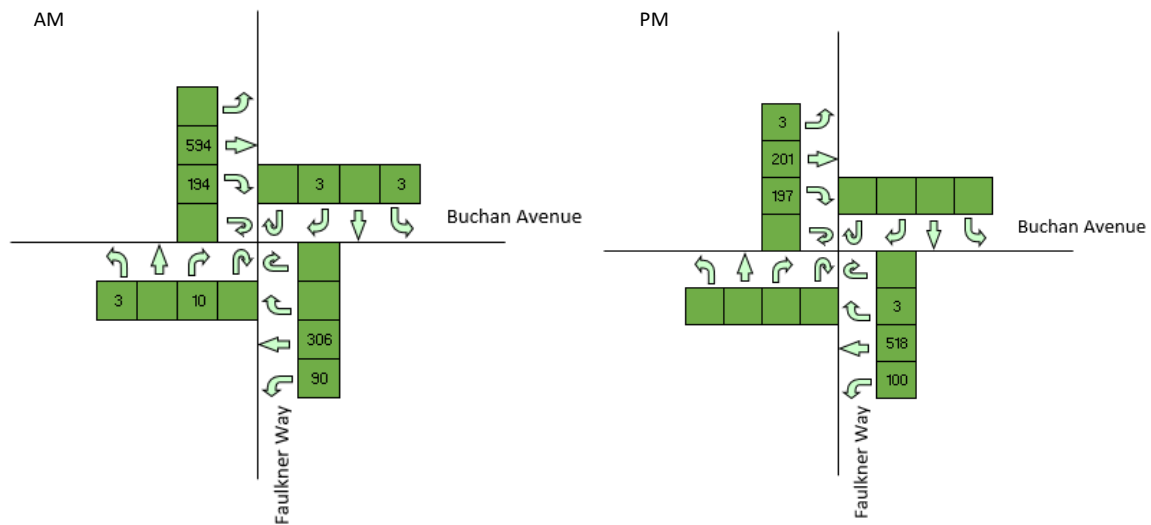 AM
594
194
3 3
Buchan Avenue
3 10
306
90
Faulkner Way
PM
3
201
197
Buchan Avenue
3
518
100
Faulkner Way